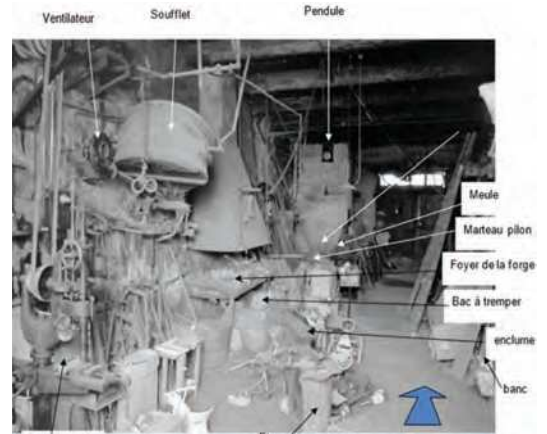 Ventilateur
Soufflet
Pendule
Meule
Marteau pilon
Foyer de la forge
Bac à tremper
enclume
banc